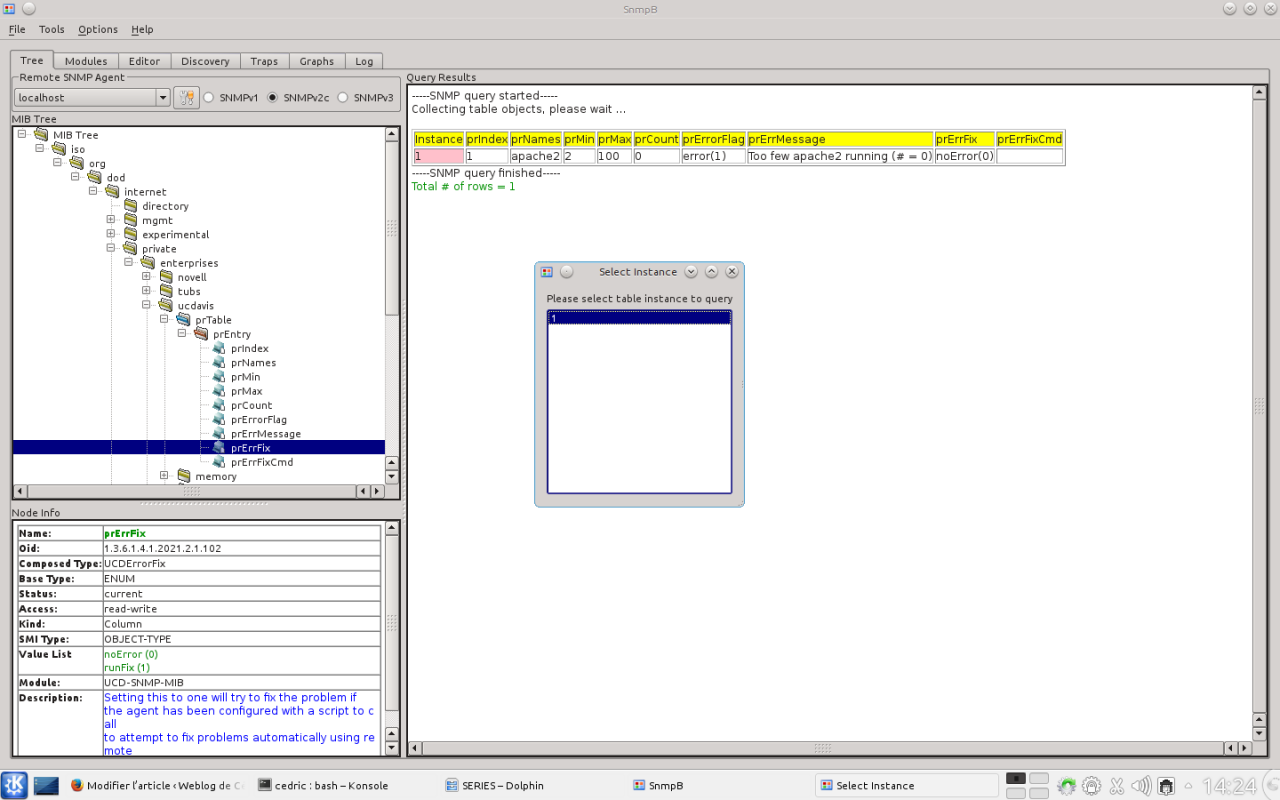 SnmpB
File Tools Options Help
Tree Modules Editor Discovery Traps Graphs Log
Remote SNMP Agent
localhost SNMPv1 SNMPv2c SNMPv3
MIB Tree
MIB Tree
iso
org
dod
internet
directory
mgmt
experimental
private
enterprises
novell
tubs
ucdavis
prTable
prEntry
prIndex
prNames
prMin
prMax
prCount
prErrorFlag
prErrMessage
prErrFix
prErrFixCmd
memory
Node Info
Name: prErrFix
Oid: 1.3.6.1.4.1.2021.2.1.102
Composed Type: UCDErrorFix
Base Type: ENUM
Status: current
Access: read-write
Kind: Column
SMI Type: OBJECT-TYPE
Value List noError (0)
runFix (1)
Module: UCD-SNMP-MIB
Description: Setting this to one will try to fix the problem if
the agent has been configured with a script to c
all
to attempt to fix problems automatically using re
mote
Query Results
-----SNMP query started-----
Collecting table objects, please wait ...
Instance prIndex prNames prMin prMax prCount prErrorFlag prErrMessage prErrFix prErrFixCmd
1 1 apache2 2 100 0 error(1) Too few apache2 running (# = 0) noError(0)
-----SNMP query finished-----
Total # of rows = 1
Select Instance
Please select table instance to query
1
Modifier l'article ‹ Weblog de C cedric : bash – Konsole SERIES – Dolphin SnmpB Select Instance 14:24